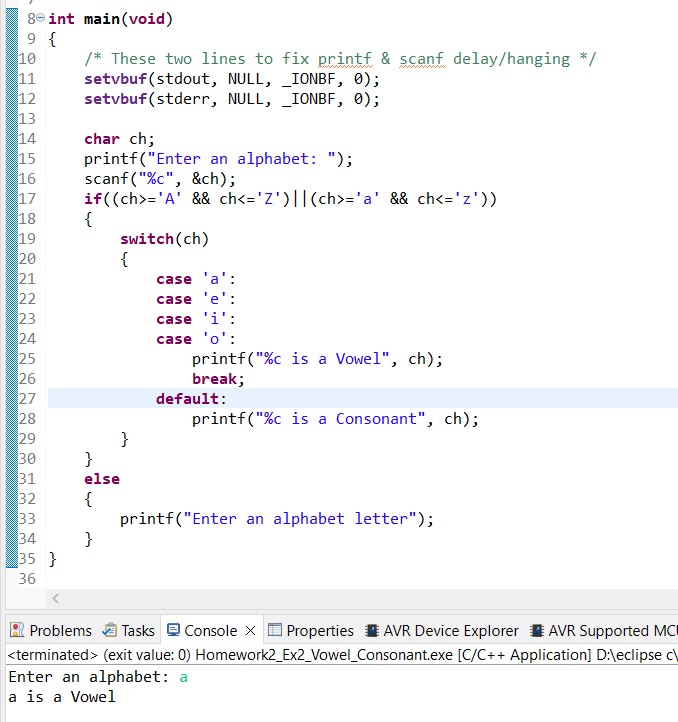 8 int main(void)
9 {
10 /* These two lines to fix printf & scanf delay/hanging */
11 setvbuf(stdout, NULL, _IONBF, 0);
12 setvbuf(stderr, NULL, _IONBF, 0);
13
14 char ch;
15 printf("Enter an alphabet: ");
16 scanf("%c", &ch);
17 if((ch>='A' && ch<='Z')||(ch>='a' && ch<='z'))
18 {
19 switch(ch)
20 {
21 case 'a':
22 case 'e':
23 case 'i':
24 case 'o':
25 printf("%c is a Vowel", ch);
26 break;
27 default:
28 printf("%c is a Consonant", ch);
29 }
30 }
31 else
32 {
33 printf("Enter an alphabet letter");
34 }
35 }
36
Problems Tasks Console Properties AVR Device Explorer AVR Supported MCU
<terminated> (exit value: 0) Homework2_Ex2_Vowel_Consonant.exe [C/C++ Application] D:\eclipse c\
Enter an alphabet: a
a is a Vowel